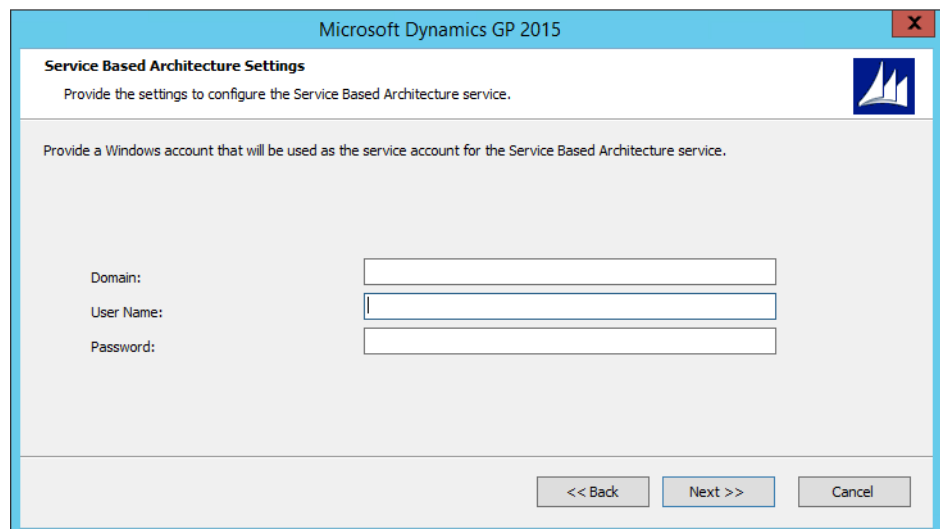 Microsoft Dynamics GP 2015
X
Service Based Architecture Settings
Provide the settings to configure the Service Based Architecture service.
Provide a Windows account that will be used as the service account for the Service Based Architecture service.
Domain:
User Name:
Password:
<< Back Next >> Cancel